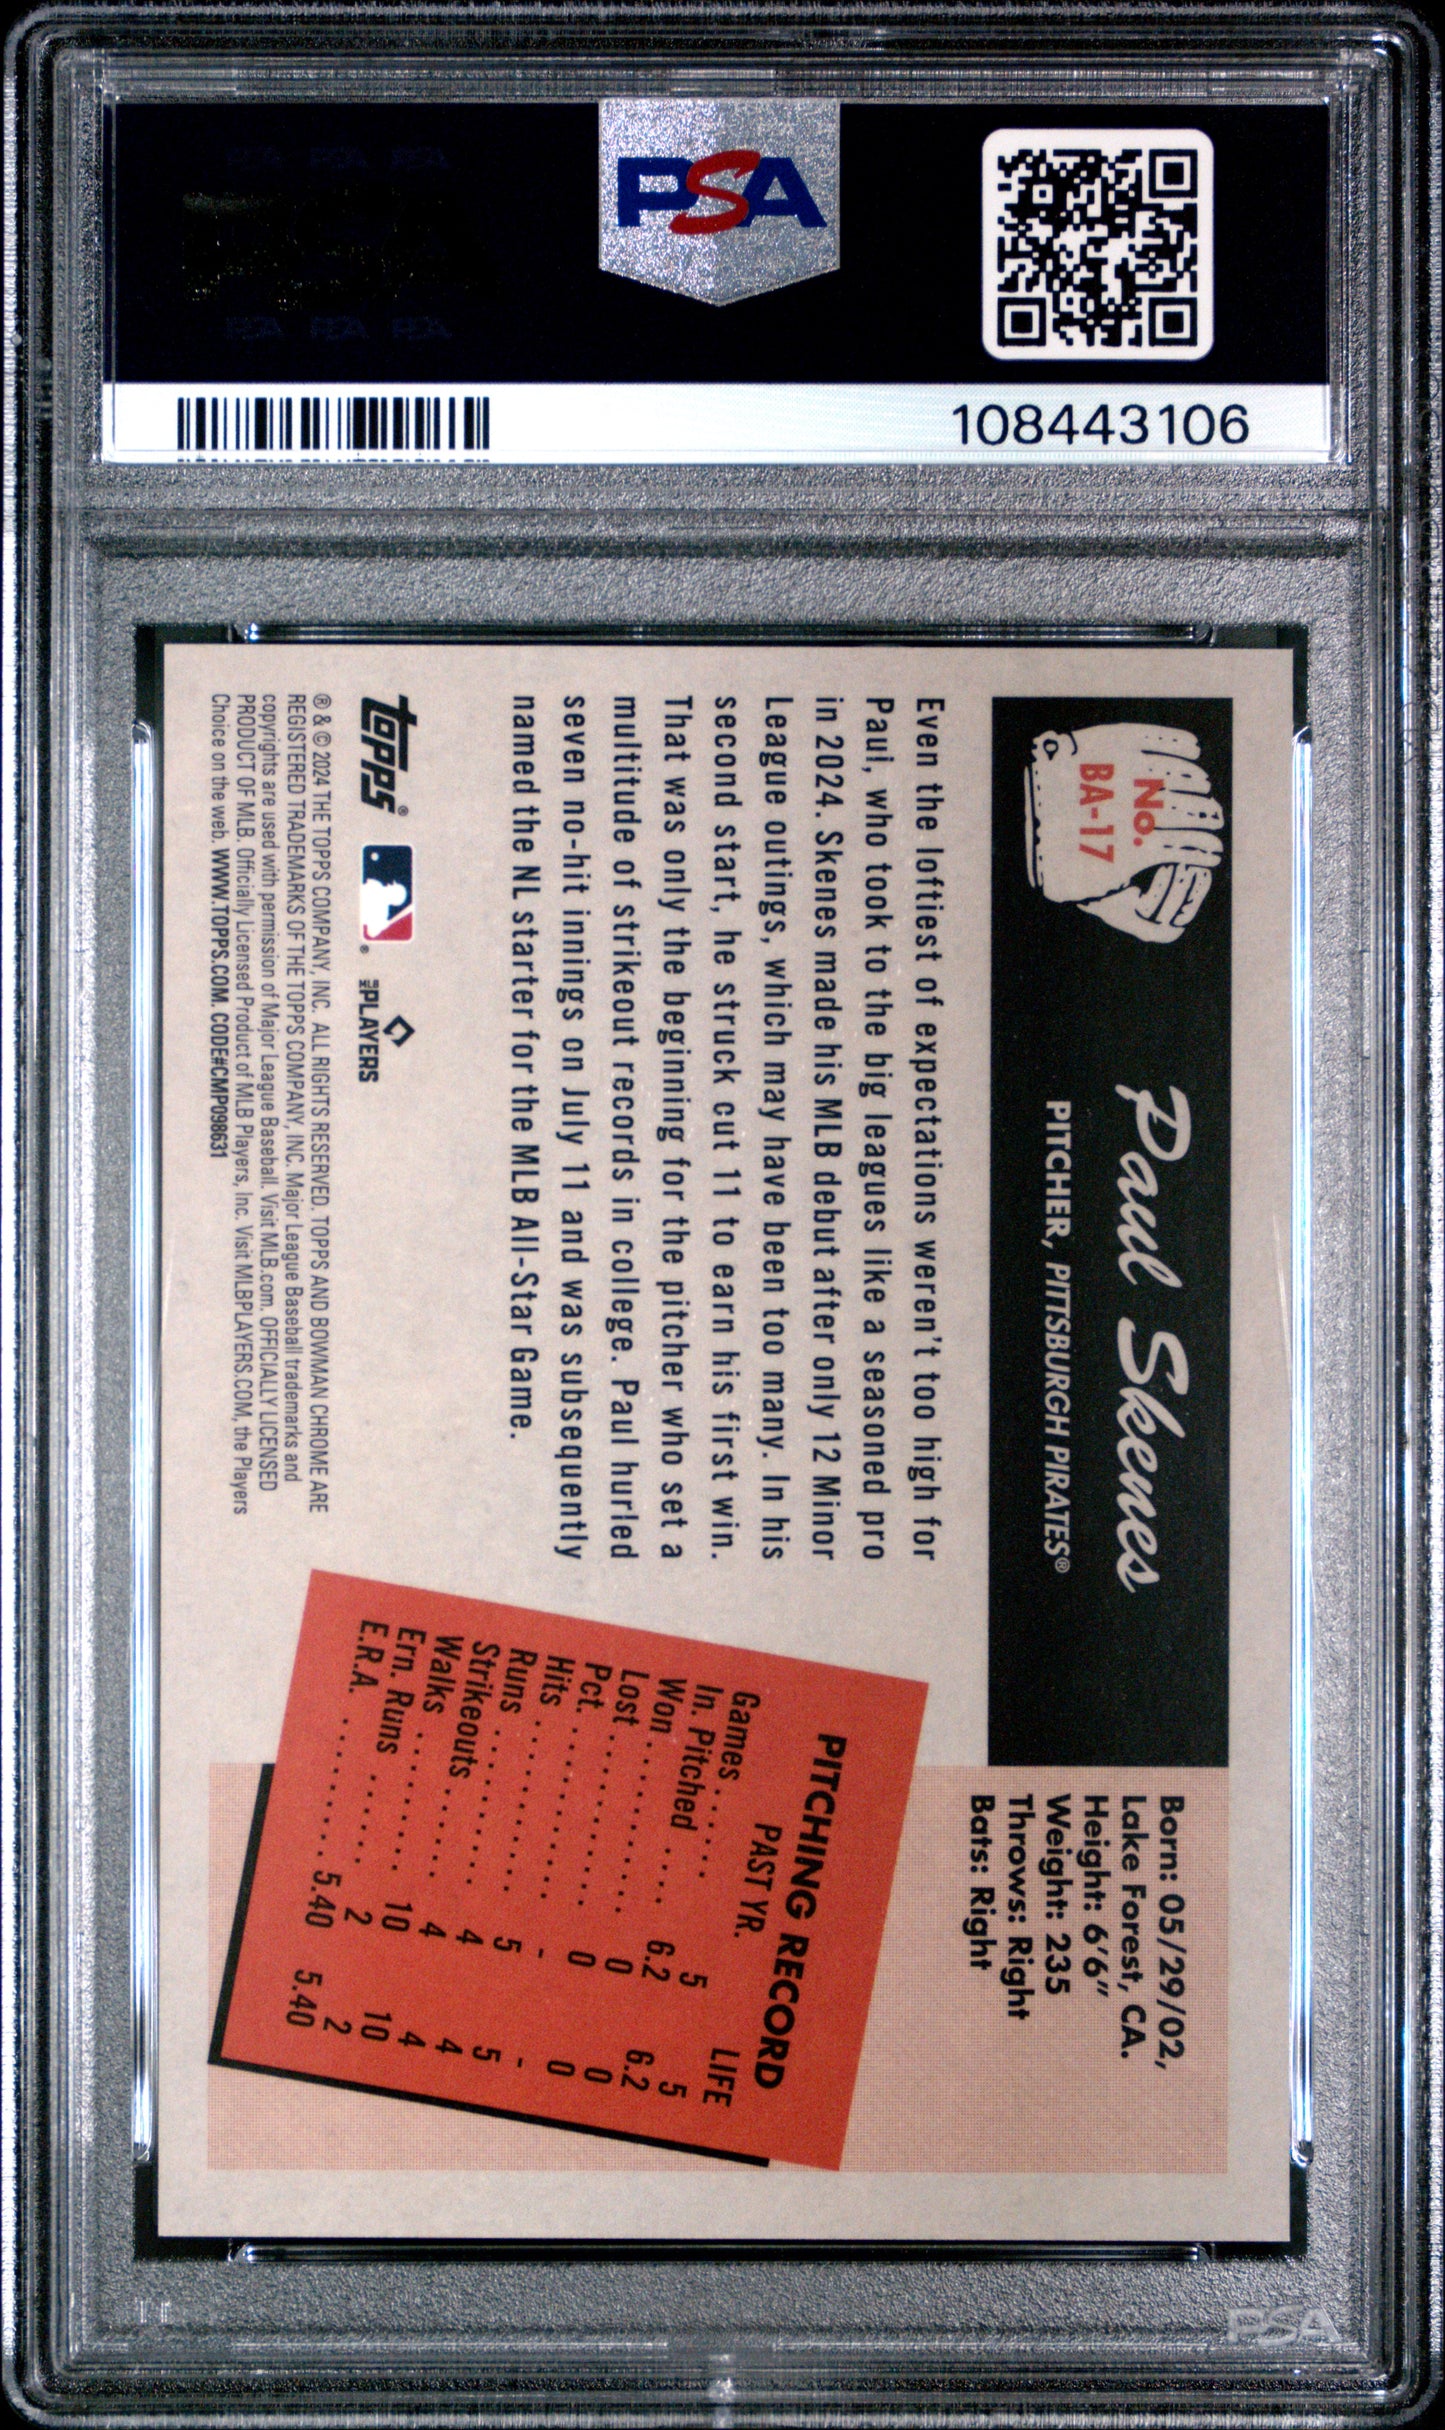 PSA
108443106
No.
BA-17
Paul Skenes
PITCHER, PITTSBURGH PIRATES®
Born: 05/29/02,
Lake Forest, CA.
Height: 6'6"
Weight: 235
Throws: Right
Bats: Right
Even the loftiest of expectations weren't too high for
Paul, who took to the big leagues like a seasoned pro
in 2024. Skenes made his MLB debut after only 12 Minor
League outings, which may have been too many. In his
second start, he struck cut 11 to earn his first win.
That was only the beginning for the pitcher who set a
multitude of strikeout records in college. Paul hurled
seven no-hit innings on July 11 and was subsequently
named the NL starter for the MLB All-Star Game.
PITCHING RECORD
PAST YR. LIFE
Games ...... 5 5
In. Pitched .... 6.2 6.2
Won .......... 0 0
Lost .......... 0 0
Pct. .......... - -
Hits .......... 5 5
Runs .......... 4 4
Strikeouts ...... 4 4
Walks ........ 10 10
Ern. Runs ...... 2 2
E.R.A. .......... 5.40 5.40
topps®
®
MLB PLAYERS
® & © 2024 THE TOPPS COMPANY, INC. ALL RIGHTS RESERVED. TOPPS AND BOWMAN CHROME ARE
REGISTERED TRADEMARKS OF THE TOPPS COMPANY, INC. Major League Baseball trademarks and
copyrights are used with permission of Major League Baseball. Visit MLB.com. OFFICIALLY LICENSED
PRODUCT OF MLB. Officially Licensed Product of MLB Players, Inc. Visit MLBPLAYERS.COM, the Players
Choice on the web. WWW.TOPPS.COM. CODE#CMP098631
PSA